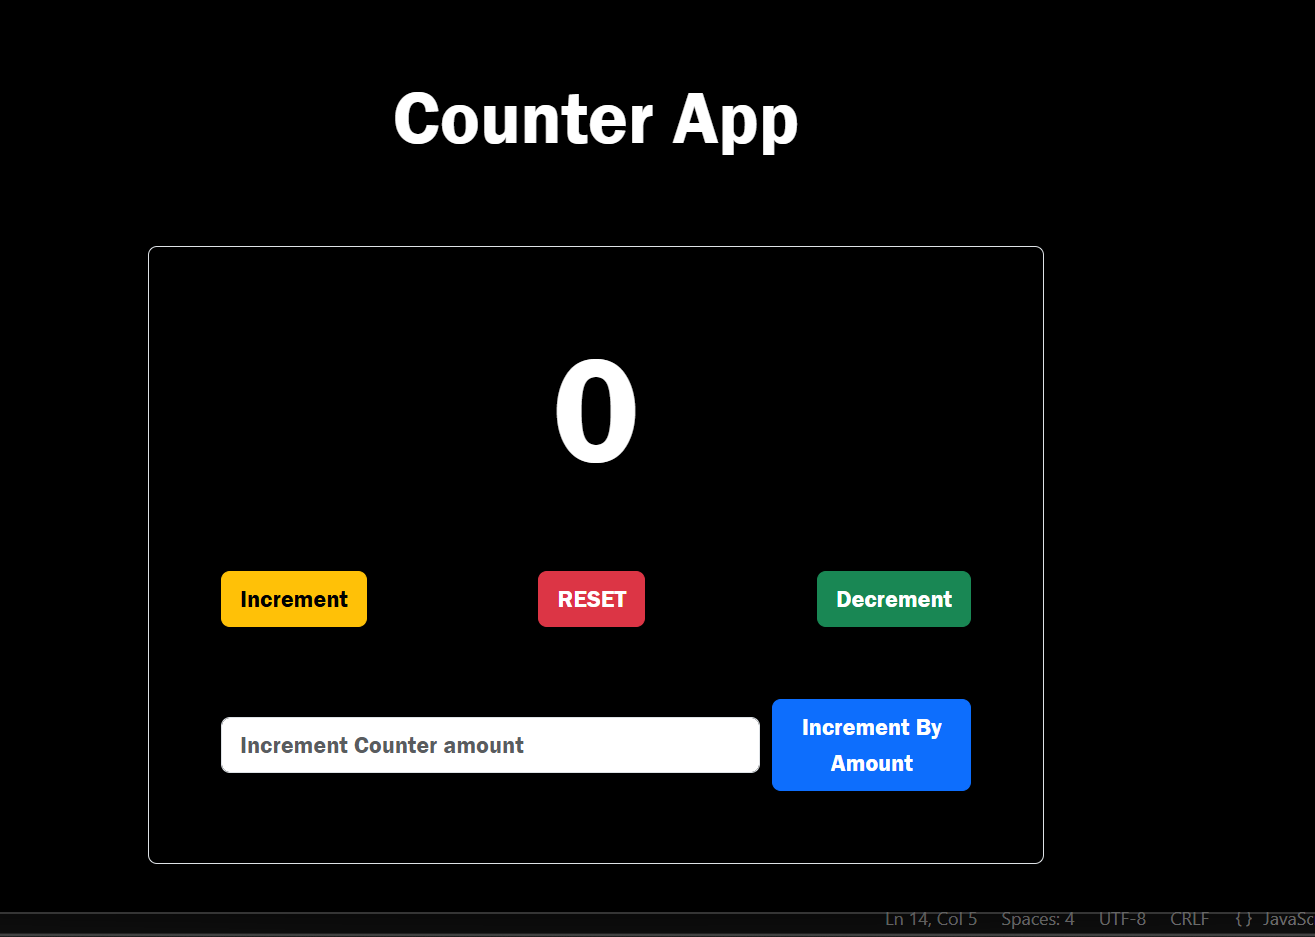 Counter App
0
Increment RESET Decrement
Increment Counter amount
Increment By
Amount
Ln 14, Col 5 Spaces: 4 UTF-8 CRLF {} JavaSc